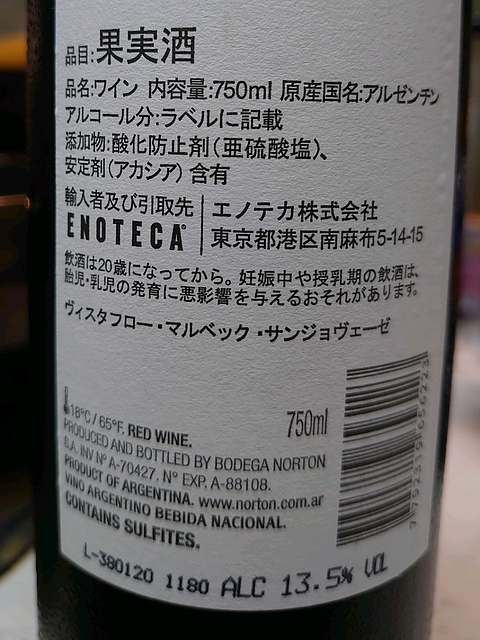 品目:果実酒
品名:ワイン 内容量:750ml 原産国名:アルゼンチン
アルコール分:ラベルに記載
添加物:酸化防止剤(亜硫酸塩)、
安定剤(アカシア) 含有
輸入者及び引取先
ENOTECA
エノテカ株式会社
東京都港区南麻布5-14-15
飲酒は20歳になってから。妊娠中や授乳期の飲酒は、
胎児・乳児の発育に悪影響を与えるおそれがあります。
ヴィスタフロー・マルベック・サンジョヴェーゼ
18°C / 65°F. RED WINE.
750ml
PRODUCED AND BOTTLED BY BODEGA NORTON
S.A. INV Nº A-70427. N° EXP. A-88108.
PRODUCT OF ARGENTINA. www.norton.com.ar
VINO ARGENTINO BEBIDA NACIONAL.
CONTAINS SULFITES.
L-380120 1180 ALC 13.5% VOL